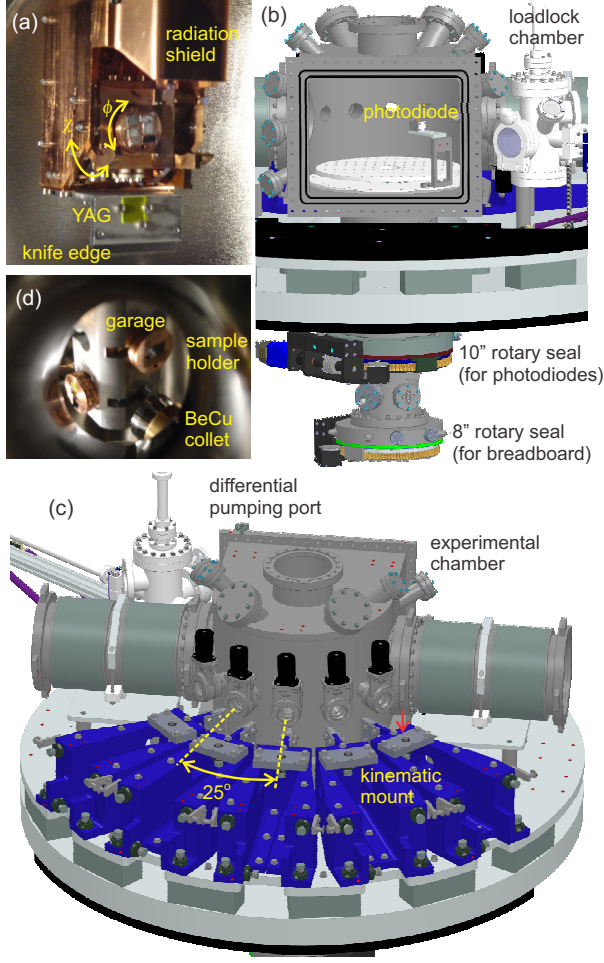 (a)
radiation
shield
ϕ
χ
YAG
knife edge
(b)
loadlock
chamber
photodiode
10” rotary seal
(for photodiodes)
8” rotary seal
(for breadboard)
(d)
garage
sample
holder
BeCu
collet
(c)
differential
pumping port
experimental
chamber
25°
kinematic
mount